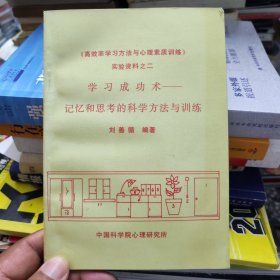 《高效率学习方法与心理素质训练》
实验资料之二
学习成功术——
记忆和思考的科学方法与训练
刘善循 编著
中国科学院心理研究所